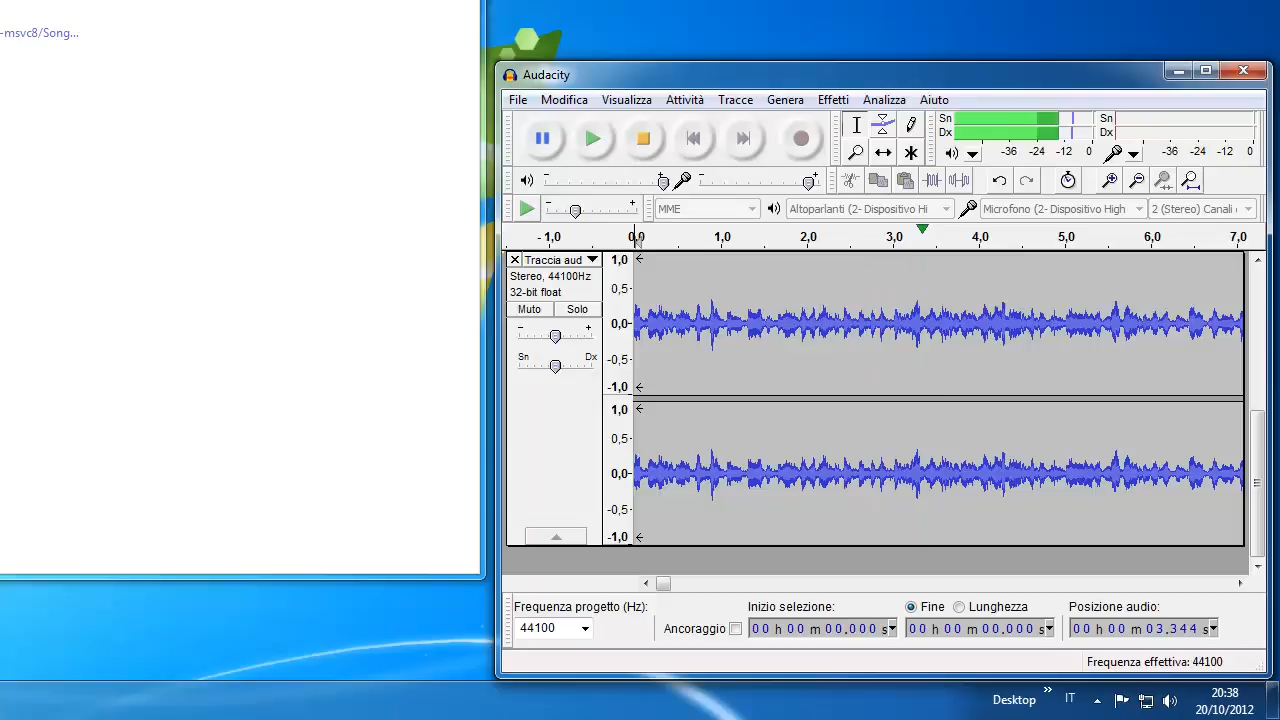 -msvc8/Song...
Audacity
File Modifica Visualizza Attività Tracce Genera Effetti Analizza Aiuto
Sn
Dx
-36 -24 -12 0
Sn
Dx
-36 -24 -12 0
MME
Altoparlanti (2- Dispositivo Hi
Microfono (2- Dispositivo High
2 (Stereo) Canali
-1,0 0,0 1,0 2,0 3,0 4,0 5,0 6,0 7,0
Traccia aud
Stereo, 44100Hz
32-bit float
Muto Solo
- +
Sn Dx
1,0
0,5
0,0
-0,5
-1,0
1,0
0,5
0,0
-0,5
-1,0
Frequenza progetto (Hz):
44100
Ancoraggio
Inizio selezione:
00 h 00 m 00.000 s
Fine Lunghezza
00 h 00 m 00.000 s
Posizione audio:
00 h 00 m 03.344 s
Frequenza effettiva: 44100
Desktop » IT
20:38
20/10/2012